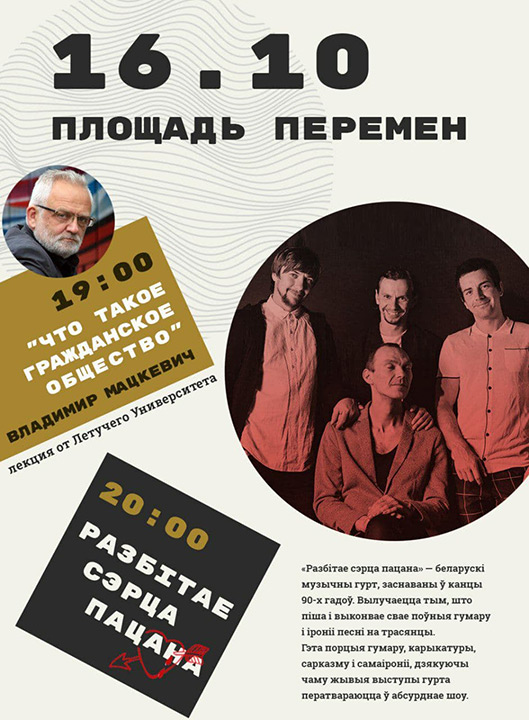 16.10
ПЛОЩАДЬ ПЕРЕМЕН
19:00
"ЧТО ТАКОЕ
ГРАЖДАНСКОЕ
ОБЩЕСТВО"
ВЛАДИМИР МАЦКЕВИЧ
лекция от Летучего Университета
20:00
РАЗБІТАЕ
СЭРЦА
ПАЦАНА
«Разбітае сэрца пацана» — беларускі
музычны гурт, заснаваны ў канцы
90-х гадоў. Вылучаецца тым, што
піша і выконвае свае поўныя гумару
і іроніі песні на трасянцы.
Гэта порцыя гумару, карыкатуры,
сарказму і самаіроніі, дзякуючы
чаму жывыя выступы гурта
ператвараюцца ў абсурднае шоу.